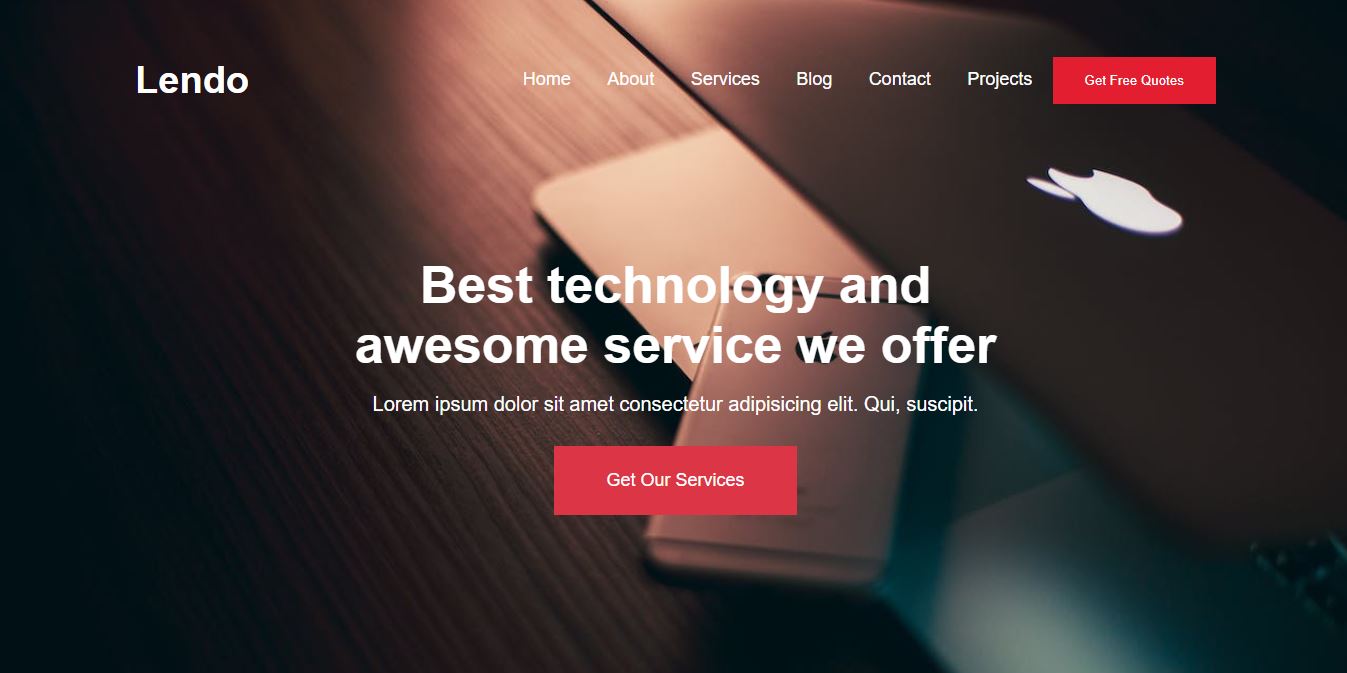 Lendo
Home About Services Blog Contact Projects Get Free Quotes
Best technology and
awesome service we offer
Lorem ipsum dolor sit amet consectetur adipisicing elit. Qui, suscipit.
Get Our Services